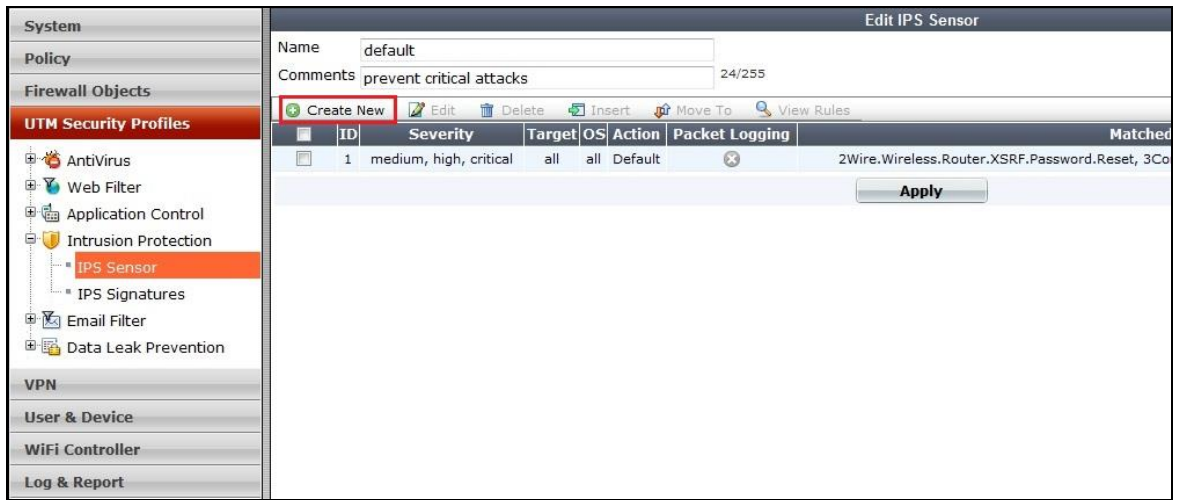 System
Policy
Firewall Objects
UTM Security Profiles
AntiVirus
Web Filter
Application Control
Intrusion Protection
IPS Sensor
IPS Signatures
Email Filter
Data Leak Prevention
VPN
User & Device
WiFi Controller
Log & Report
Edit IPS Sensor
Name default
Comments prevent critical attacks 24/255
Create New Edit Delete Insert Move To View Rules
ID Severity Target OS Action Packet Logging Matched
1 medium, high, critical all all Default 2Wire.Wireless.Router.XSRF.Password.Reset, 3Co
Apply